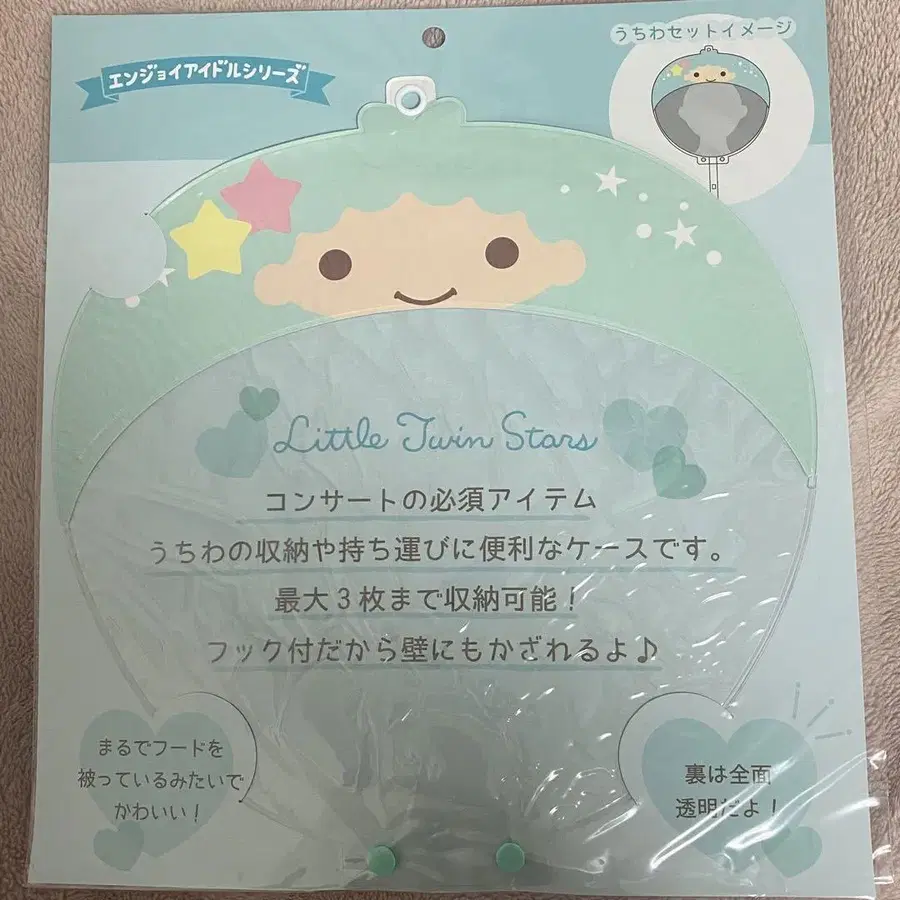 エンジョイアイドルシリーズ
うちわセットイメージ
Little Twin Stars
コンサートの必須アイテム
うちわの収納や持ち運びに便利なケースです。
最大3枚まで収納可能！
フック付だから壁にもかざれるよ♪
まるでフードを
被っているみたいで
かわいい！
裏は全面
透明だよ！